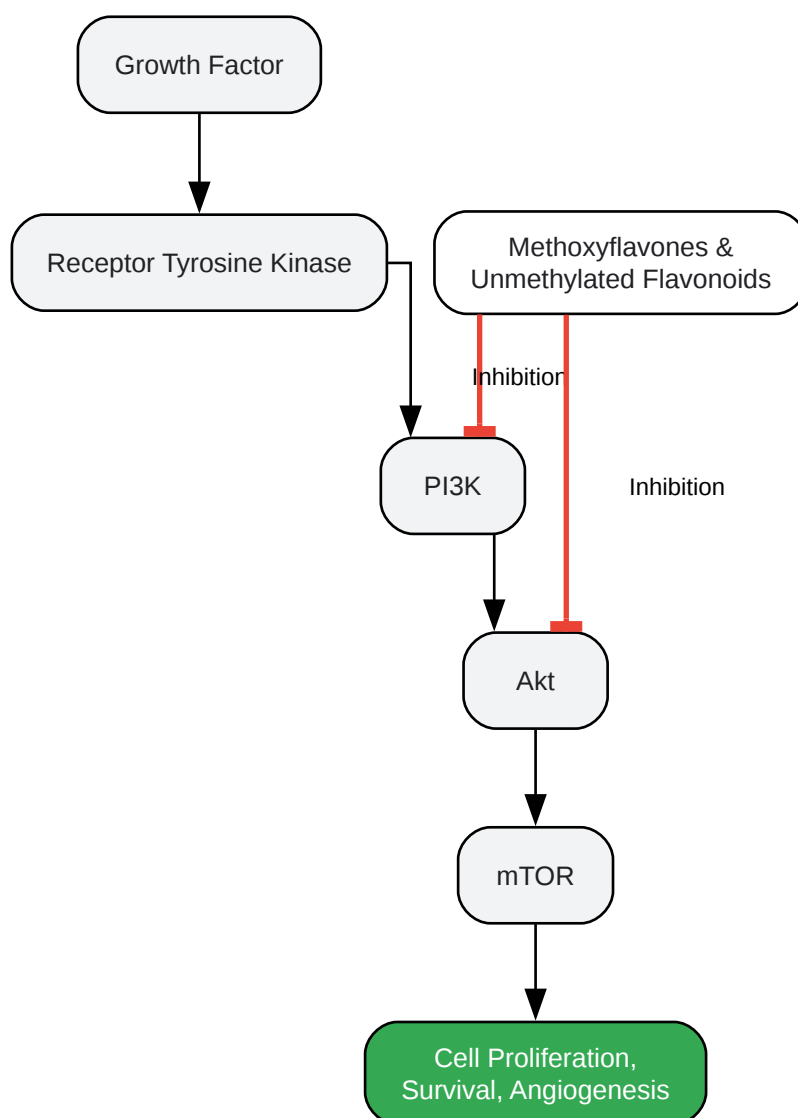 Growth Factor
Receptor Tyrosine Kinase
Methoxyflavones &
Unmethylated Flavonoids
Inhibition
PI3K
Inhibition
Akt
mTOR
Cell Proliferation,
Survival, Angiogenesis